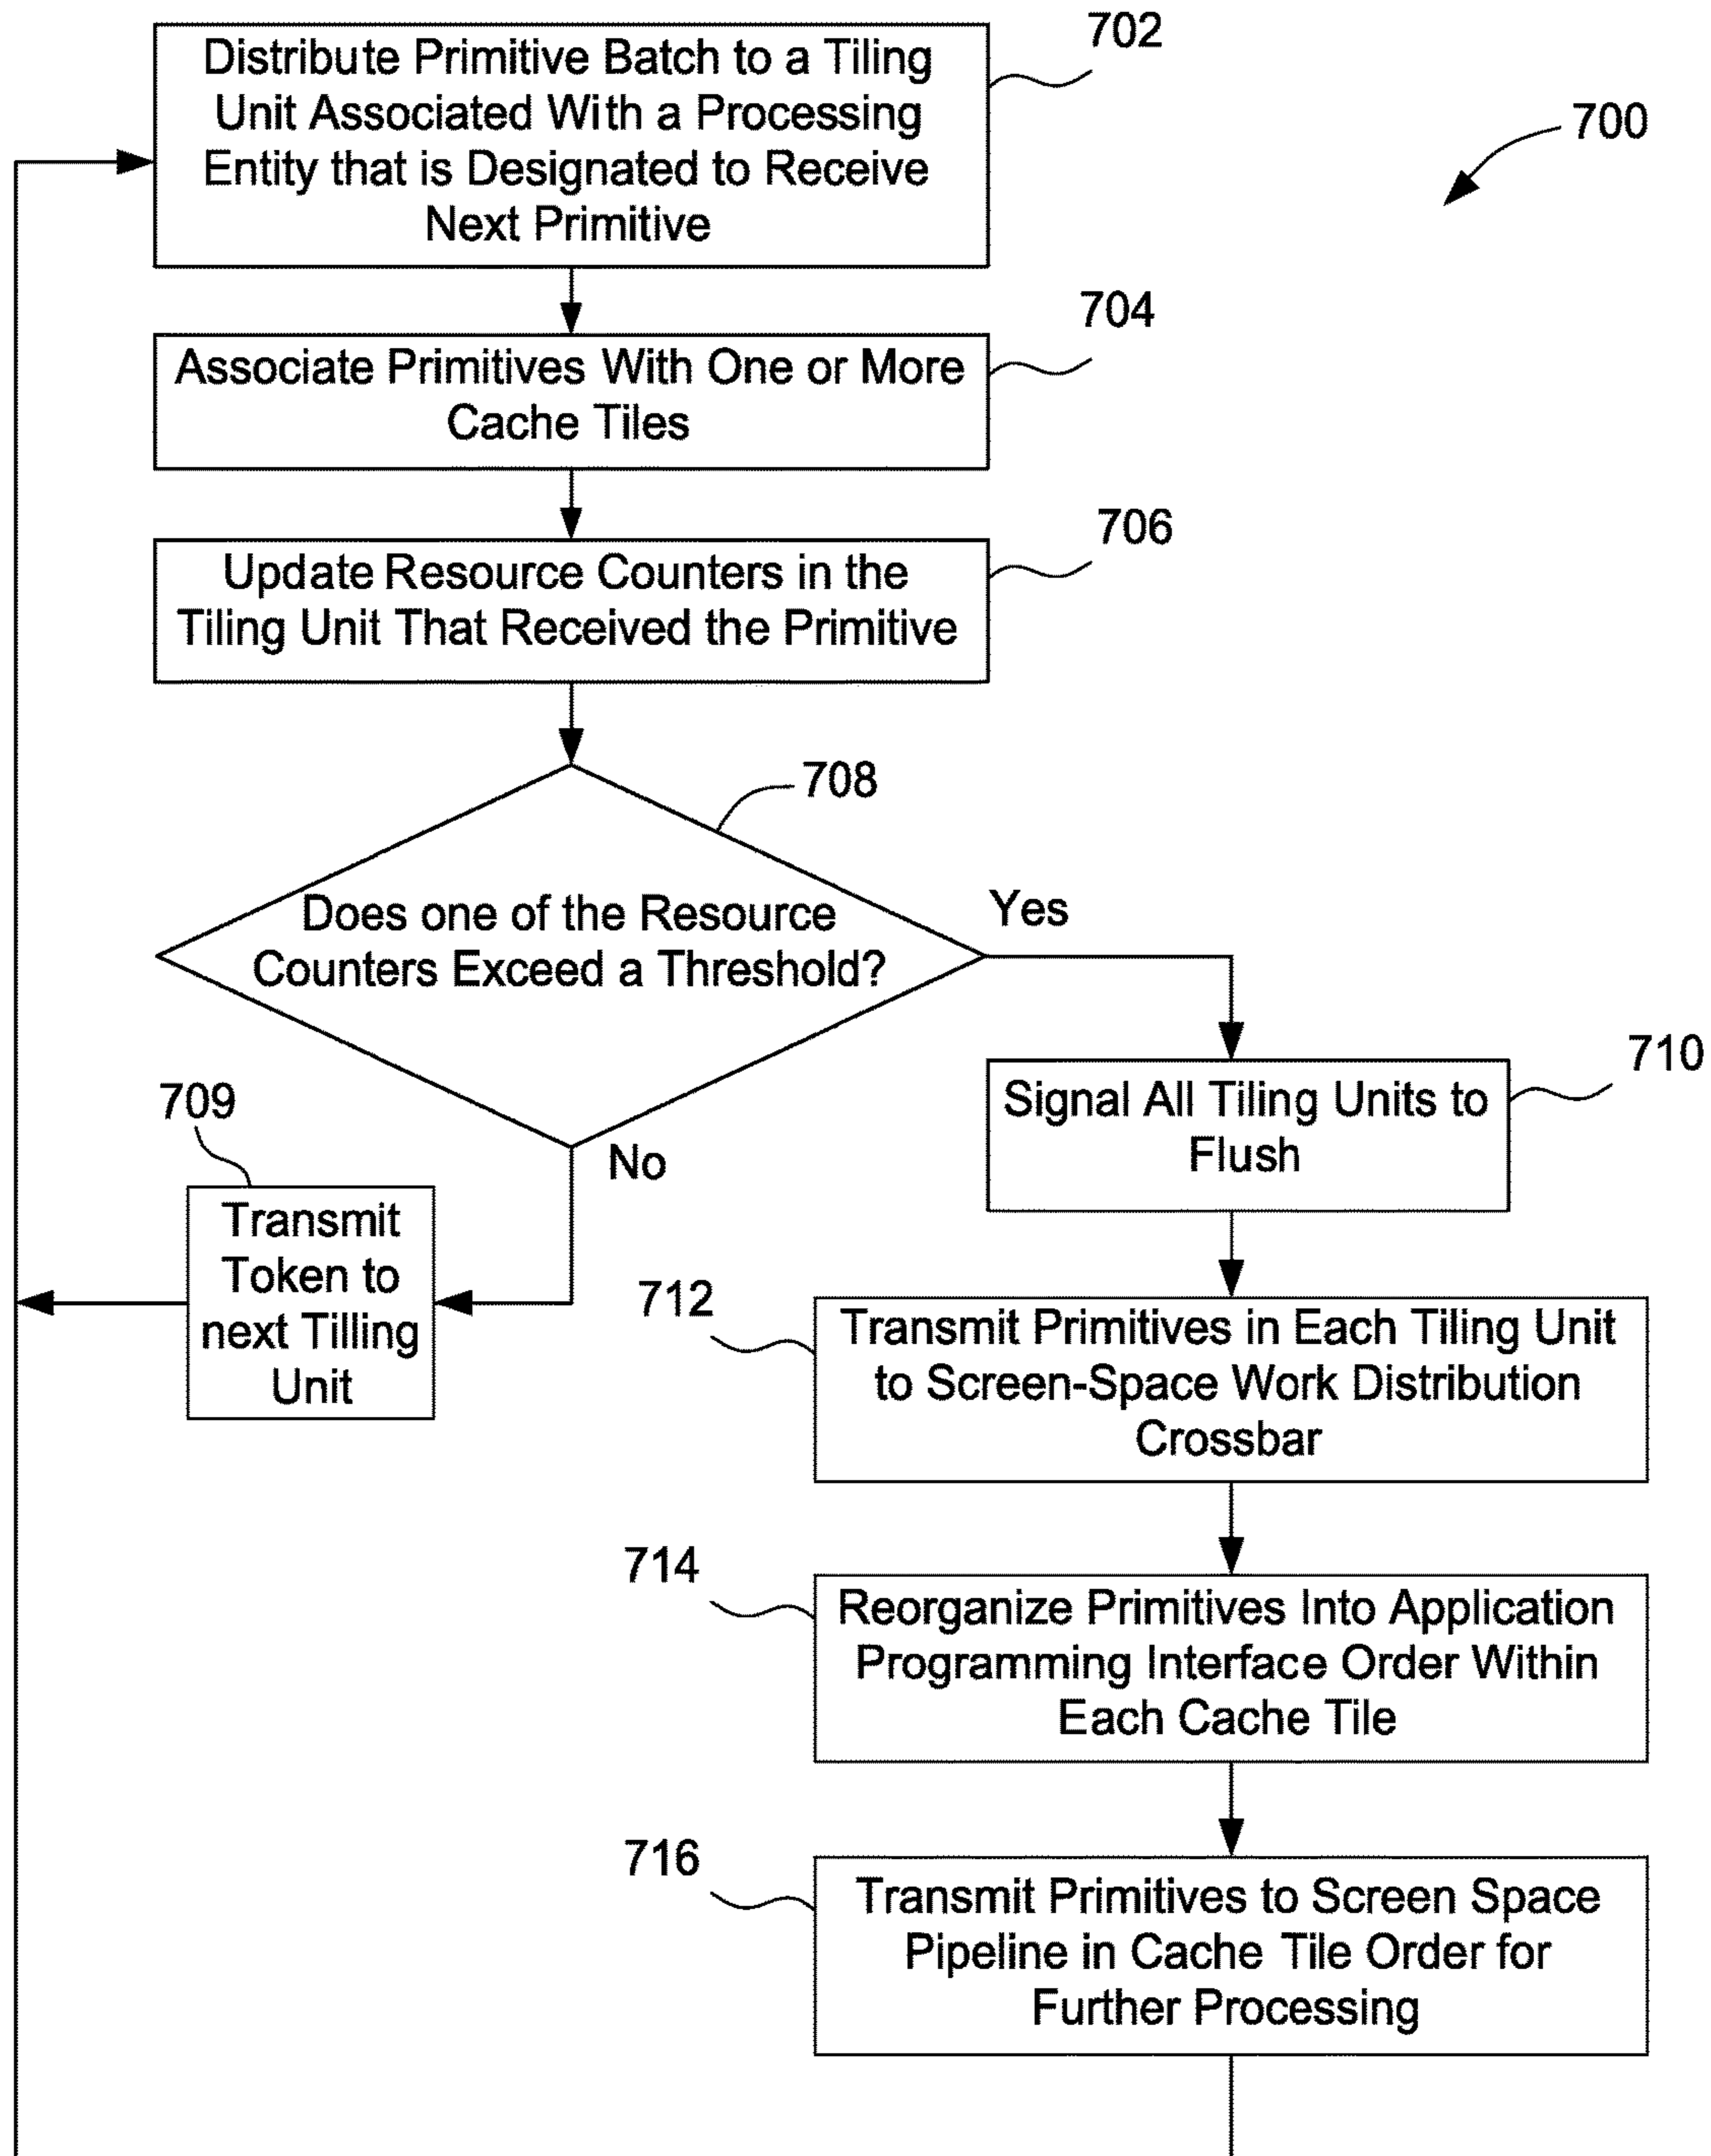 702
Distribute Primitive Batch to a Tiling
Unit Associated With a Processing
Entity that is Designated to Receive
Next Primitive
700
704
Associate Primitives With One or More
Cache Tiles
706
Update Resource Counters in the
Tiling Unit That Received the Primitive
708
Does one of the Resource
Counters Exceed a Threshold?
Yes
No
709
Transmit
Token to
next Tilling
Unit
710
Signal All Tiling Units to
Flush
712
Transmit Primitives in Each Tiling Unit
to Screen-Space Work Distribution
Crossbar
714
Reorganize Primitives Into Application
Programming Interface Order Within
Each Cache Tile
716
Transmit Primitives to Screen Space
Pipeline in Cache Tile Order for
Further Processing